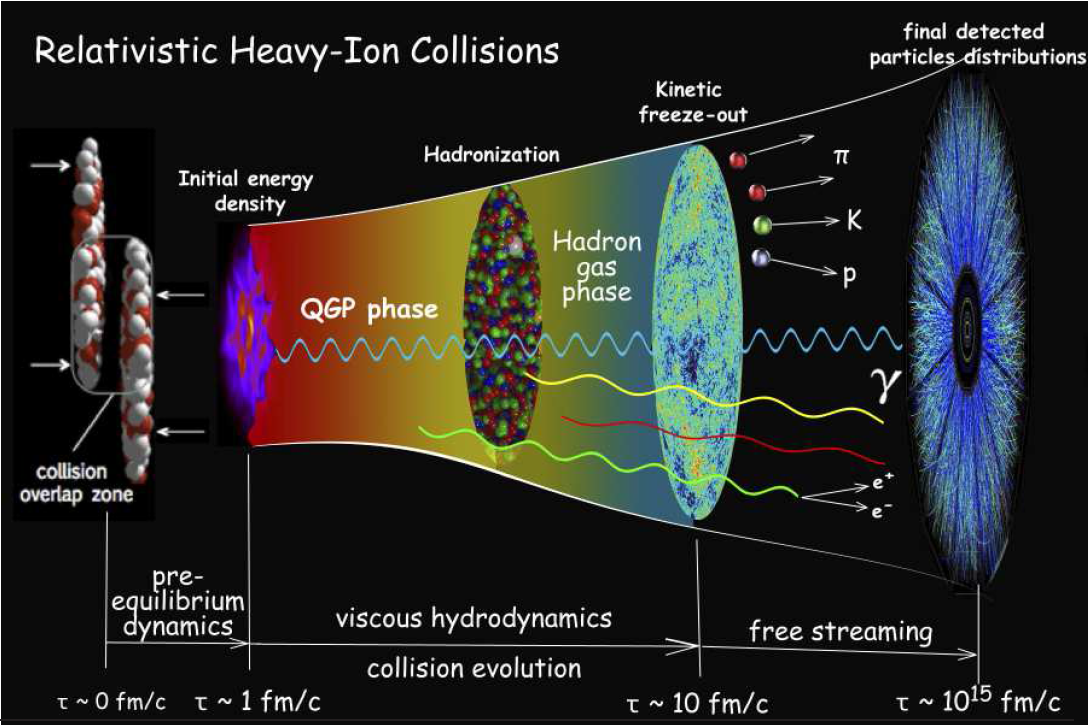 Relativistic Heavy-Ion Collisions
final detected
particles distributions
Kinetic
freeze-out
Hadronization
Initial energy
density
π
K
p
Hadron
gas
phase
QGP phase
γ
collision
overlap zone
e⁺
e⁻
pre-
equilibrium
dynamics
viscous hydrodynamics
collision evolution
free streaming
τ ~ 0 fm/c
τ ~ 1 fm/c
τ ~ 10 fm/c
τ ~ 10¹⁵ fm/c